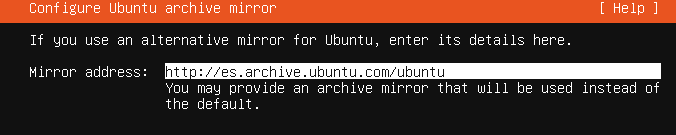 Configure Ubuntu archive mirror [ Help ]
If you use an alternative mirror for Ubuntu, enter its details here.
Mirror address: http://es.archive.ubuntu.com/ubuntu
You may provide an archive mirror that will be used instead of
the default.